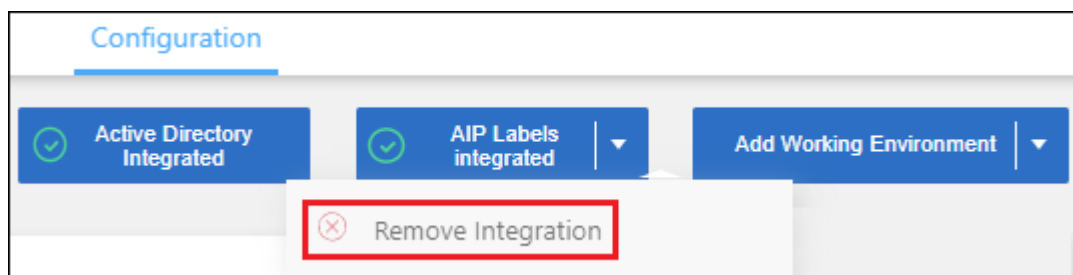 Configuration
Active Directory
Integrated
AIP Labels
integrated
Add Working Environment
Remove Integration